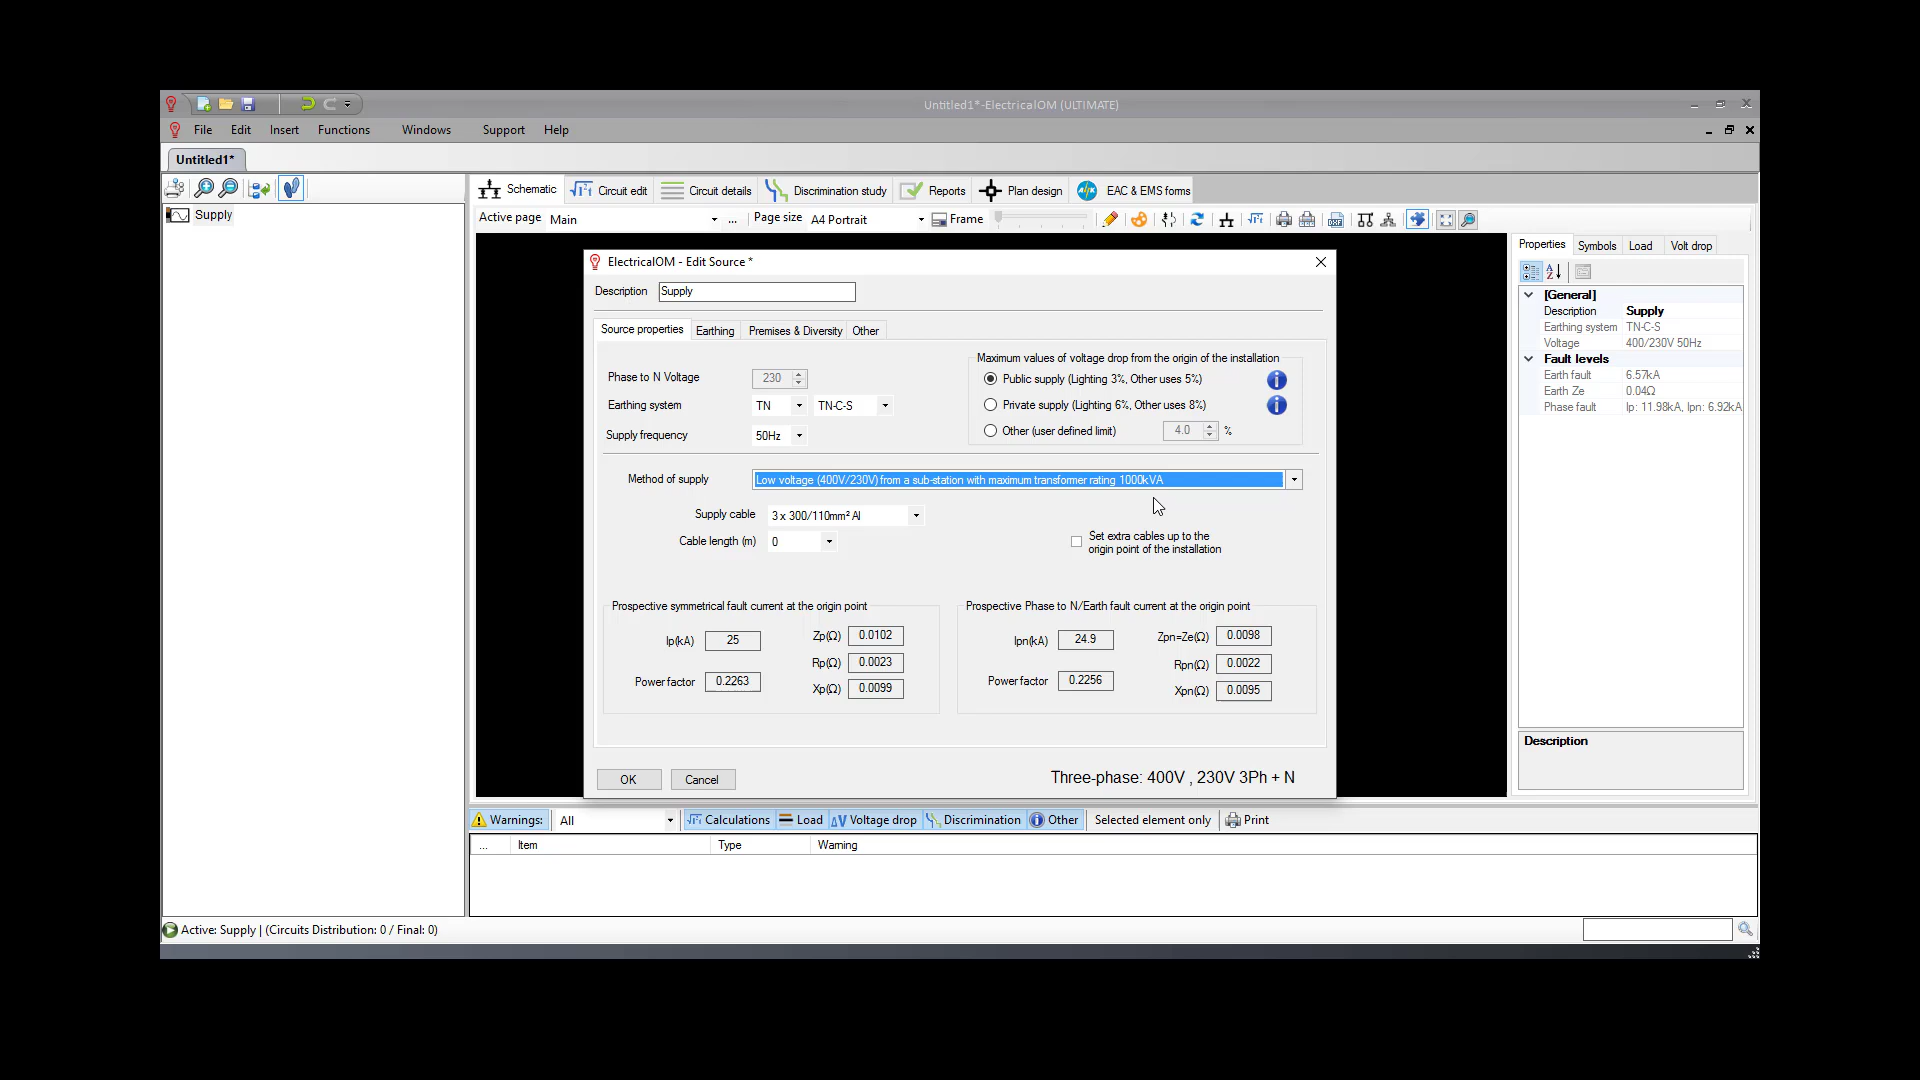 Untitled1*-ElectricalOM (ULTIMATE)
File Edit Insert Functions Windows Support Help
Untitled1*
Supply
Schematic Circuit edit Circuit details Discrimination study Reports Plan design EAC & EMS forms
Active page Main ... Page size A4 Portrait Frame
ElectricalOM - Edit Source *
Description Supply
Source properties Earthing Premises & Diversity Other
Phase to N Voltage 230
Earthing system TN TN-C-S
Supply frequency 50Hz
Maximum values of voltage drop from the origin of the installation
Public supply (Lighting 3%, Other uses 5%)
Private supply (Lighting 6%, Other uses 8%)
Other (user defined limit) 4.0 %
Method of supply Low voltage (400V/230V) from a sub-station with maximum transformer rating 1000kVA
Supply cable 3 x 300/110mm² Al
Cable length (m) 0
Set extra cables up to the
origin point of the installation
Prospective symmetrical fault current at the origin point
Ip(kA) 25 Zp(Ω) 0.0102
Rp(Ω) 0.0023
Power factor 0.2263 Xp(Ω) 0.0099
Prospective Phase to N/Earth fault current at the origin point
Ipn(kA) 24.9 Zpn=Ze(Ω) 0.0098
Rpn(Ω) 0.0022
Power factor 0.2256 Xpn(Ω) 0.0095
OK Cancel Three-phase: 400V , 230V 3Ph + N
Properties Symbols Load Volt drop
[General]
Description Supply
Earthing system TN-C-S
Voltage 400/230V 50Hz
Fault levels
Earth fault 6.57kA
Earth Ze 0.04Ω
Phase fault Ip: 11.98kA, Ipn: 6.92kA
Description
Warnings: All Calculations Load ΔV Voltage drop Discrimination Other Selected element only Print
... Item Type Warning
Active: Supply | (Circuits Distribution: 0 / Final: 0)